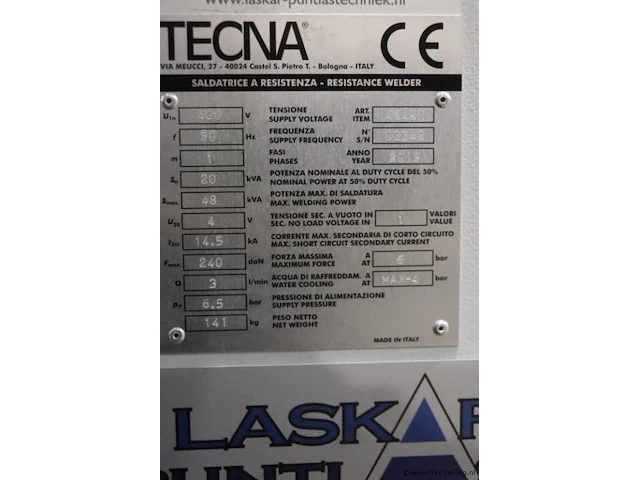 www.laskar-puntlastechniek.nl
TECNA® CE
VIA MEUCCI, 27 - 40024 Castel S. Pietro T. - Bologna - ITALY
SALDATRICE A RESISTENZA - RESISTANCE WELDER
U1n 400 V TENSIONE SUPPLY VOLTAGE ART. ITEM
f 50 Hz FREQUENZA SUPPLY FREQUENCY N° S/N
m 1 FASI PHASES ANNO YEAR
Sn 20 kVA POTENZA NOMINALE AL DUTY CYCLE DEL 50% NOMINAL POWER AT 50% DUTY CYCLE
Smax. 48 kVA POTENZA MAX. DI SALDATURA MAX. WELDING POWER
U20 4 V TENSIONE SEC. A VUOTO IN SEC. NO LOAD VOLTAGE IN 1 VALORI VALUE
I2cc 14,5 kA CORRENTE MAX. SECONDARIA DI CORTO CIRCUITO MAX. SHORT CIRCUIT SECONDARY CURRENT
Fmax. 240 daN FORZA MASSIMA MAXIMUM FORCE A AT 6 bar
Q 3 l/min ACQUA DI RAFFREDDAM. WATER COOLING A AT MAX-4 bar
6,5 bar PRESSIONE DI ALIMENTAZIONE SUPPLY PRESSURE
141 kg PESO NETTO NET WEIGHT
MADE IN ITALY
LASKAR
PUNTLAS